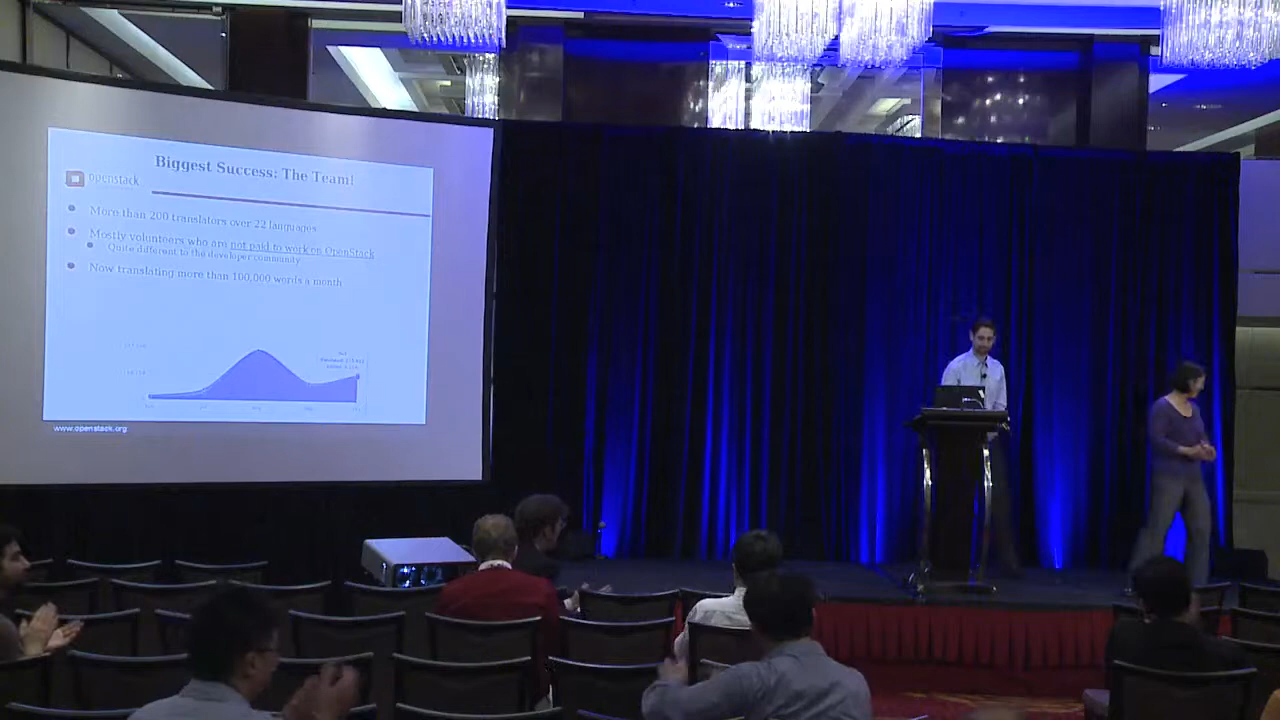 Biggest Success: The Team!
openstack
More than 200 translators over 22 languages
Mostly volunteers who are not paid to work on OpenStack
Quite different to the developer community
Now translating more than 100,000 words a month
www.openstack.org